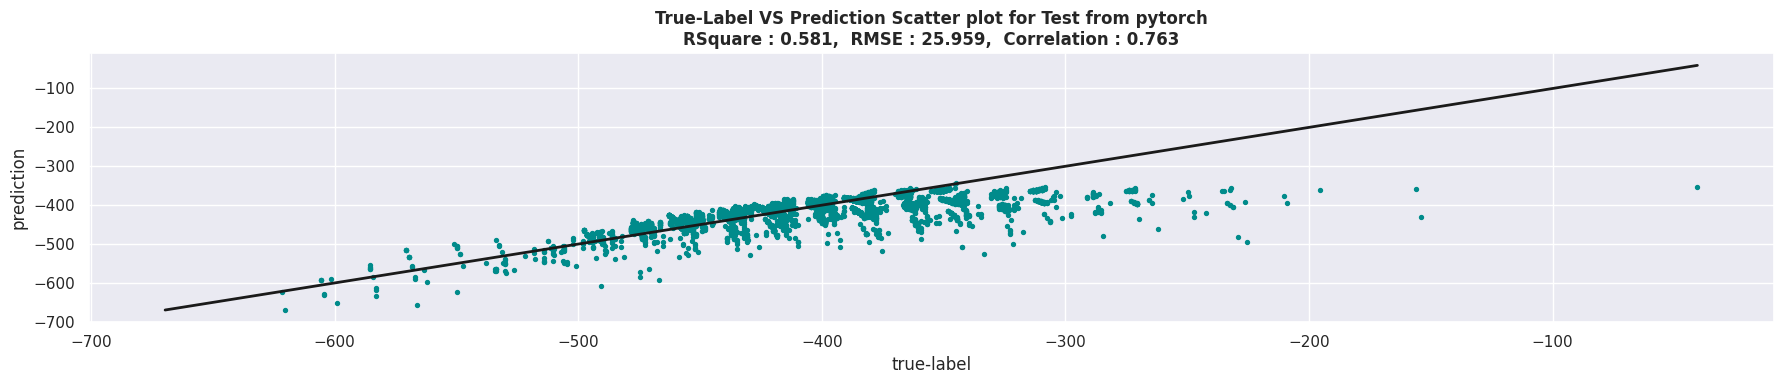 True-Label VS Prediction Scatter plot for Test from pytorch
RSquare : 0.581,  RMSE : 25.959,  Correlation : 0.763
prediction
−100
−200
−300
−400
−500
−600
−700
−700 −600 −500 −400 −300 −200 −100
true-label